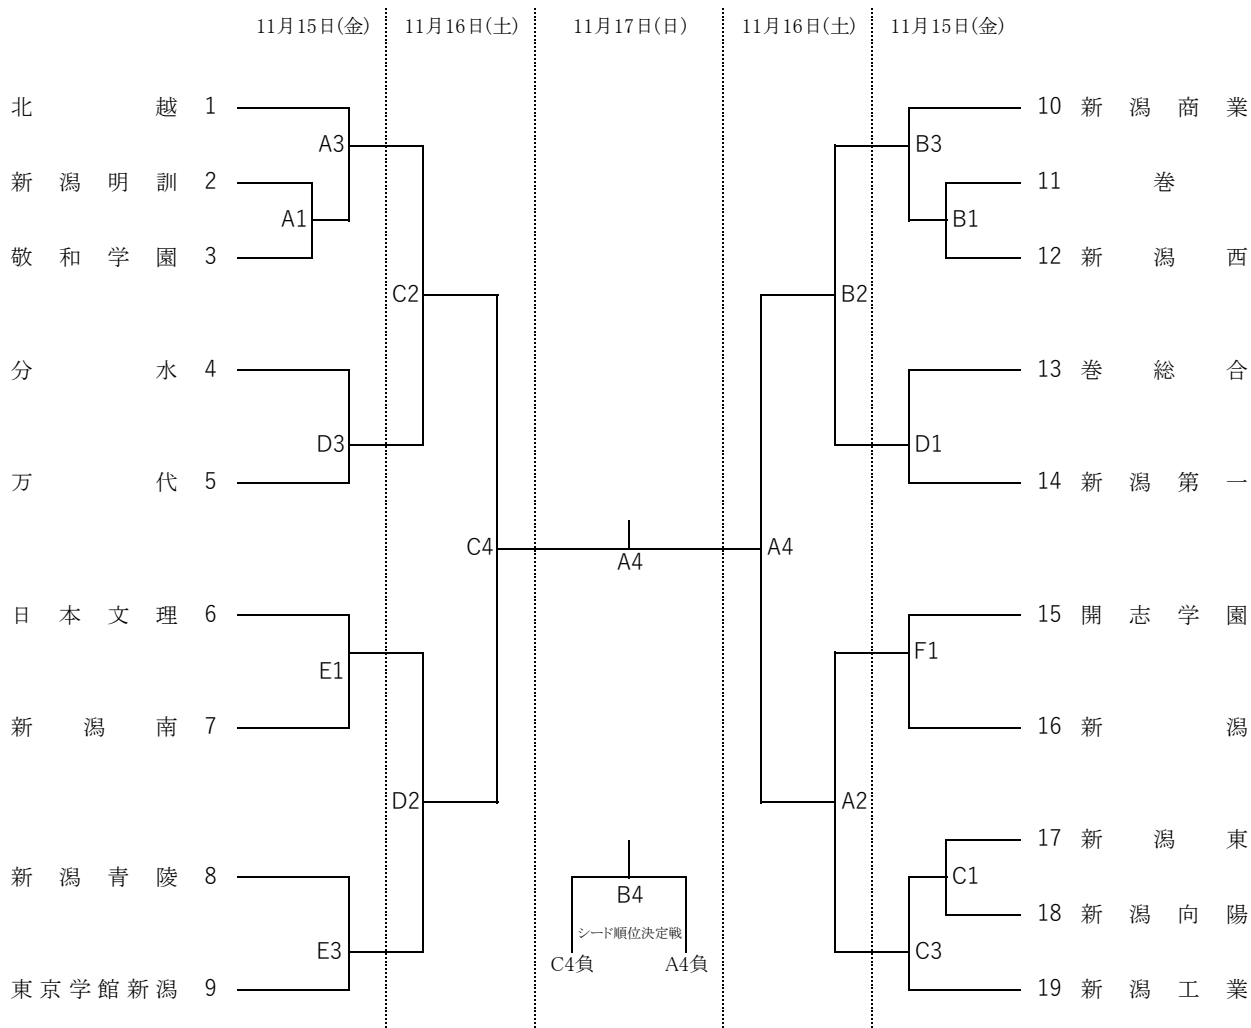 11月15日(金) 11月16日(土) 11月17日(日) 11月16日(土) 11月15日(金)
北越 1 10 新潟商業
A3 B3
新潟明訓 2 11 巻
A1 B1
敬和学園 3 12 新潟西
C2 B2
分水 4 13 巻総合
D3 D1
万代 5 14 新潟第一
C4 A4 A4
日本文理 6 15 開志学園
E1 F1
新潟南 7 16 新潟
D2 A2
17 新潟東
新潟青陵 8 C1
B4
18 新潟向陽
シード順位決定戦
E3 C3
C4負 A4負
東京学館新潟 9 19 新潟工業